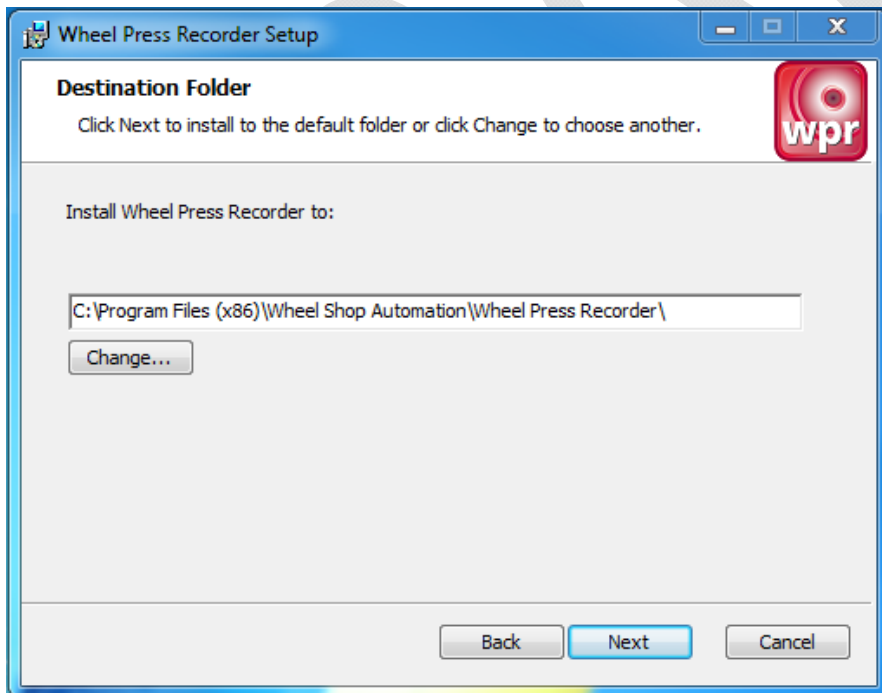 Wheel Press Recorder Setup
Destination Folder
Click Next to install to the default folder or click Change to choose another.
wpr
Install Wheel Press Recorder to:
C:\Program Files (x86)\Wheel Shop Automation\Wheel Press Recorder\
Change...
Back Next Cancel